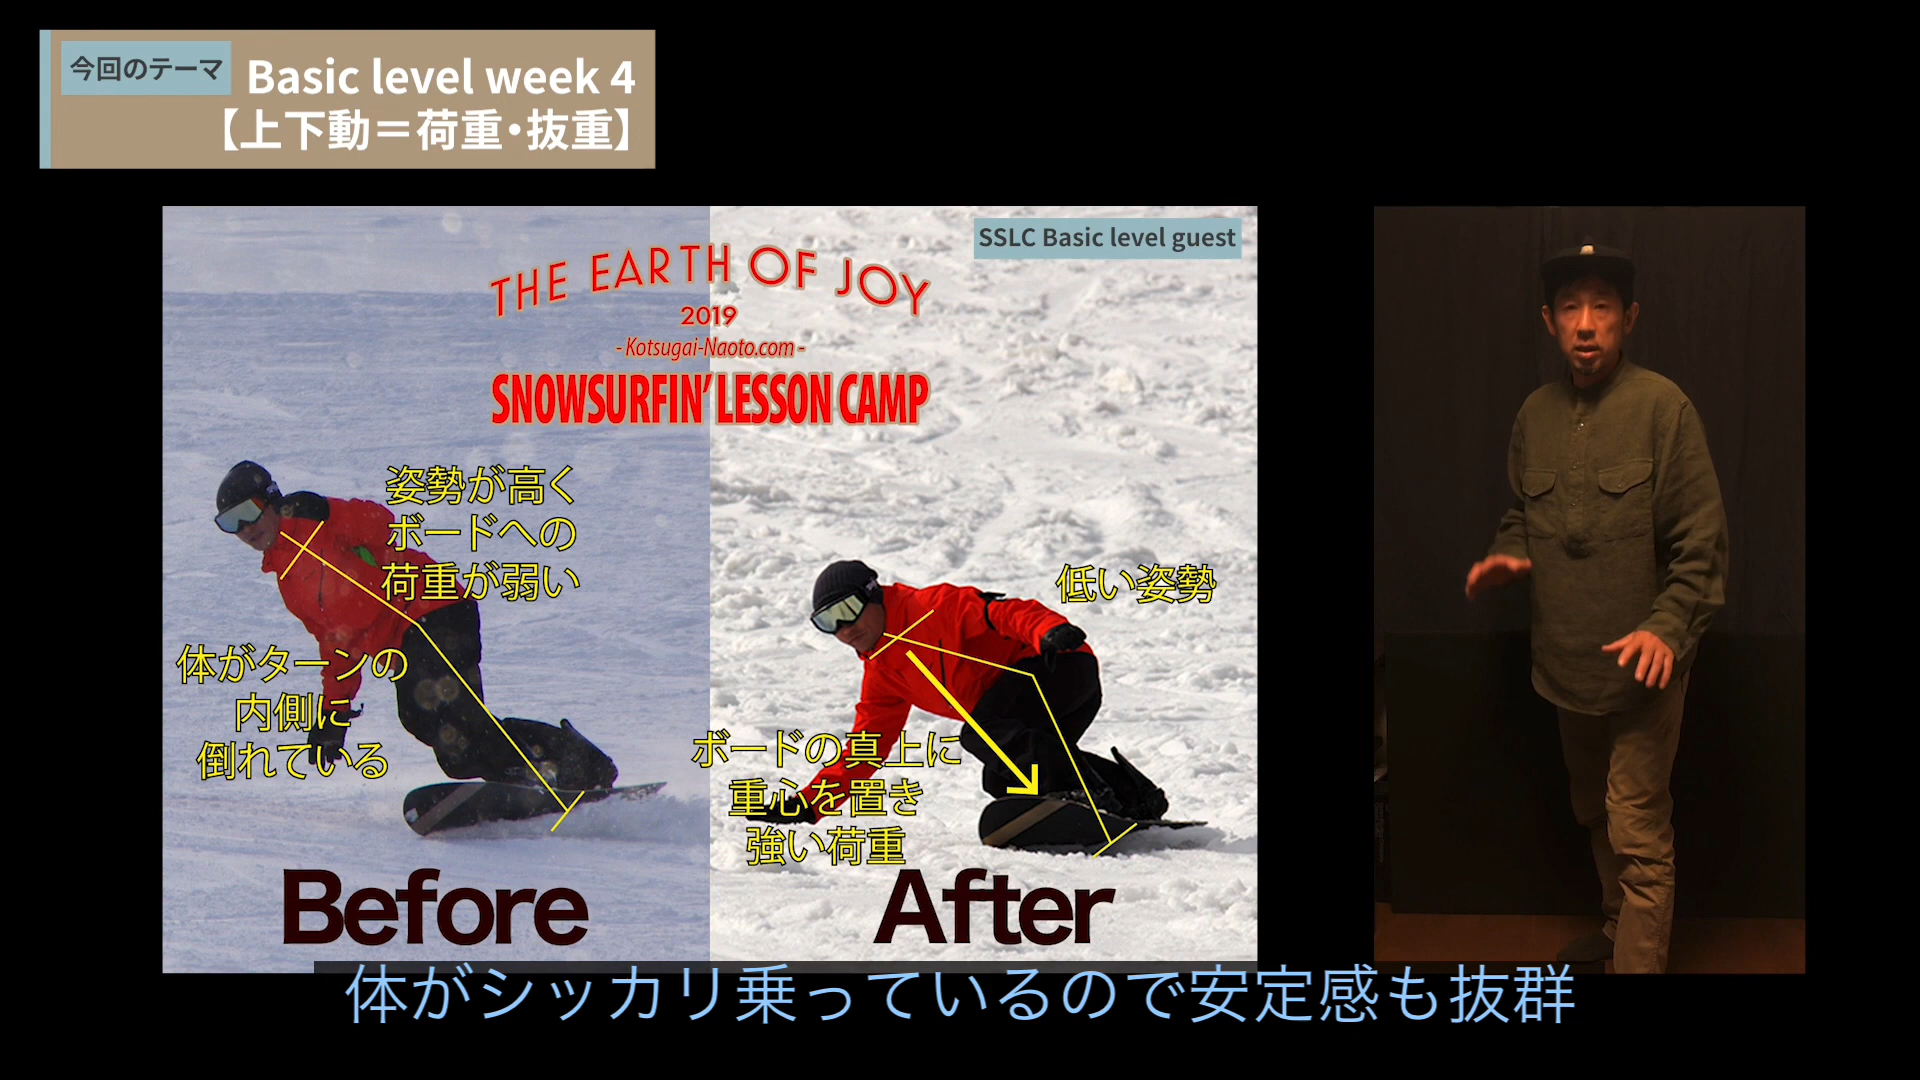 今回のテーマ
Basic level week 4
【上下動＝荷重・抜重】
SSLC Basic level guest
THE EARTH OF JOY
2019
- Kotsugai-Naoto.com -
SNOWSURFIN' LESSON CAMP
姿勢が高く
ボードへの
荷重が弱い
体がターンの
内側に
倒れている
低い姿勢
ボードの真上に
重心を置き
強い荷重
Before
After
体がシッカリ乗っているので安定感も抜群